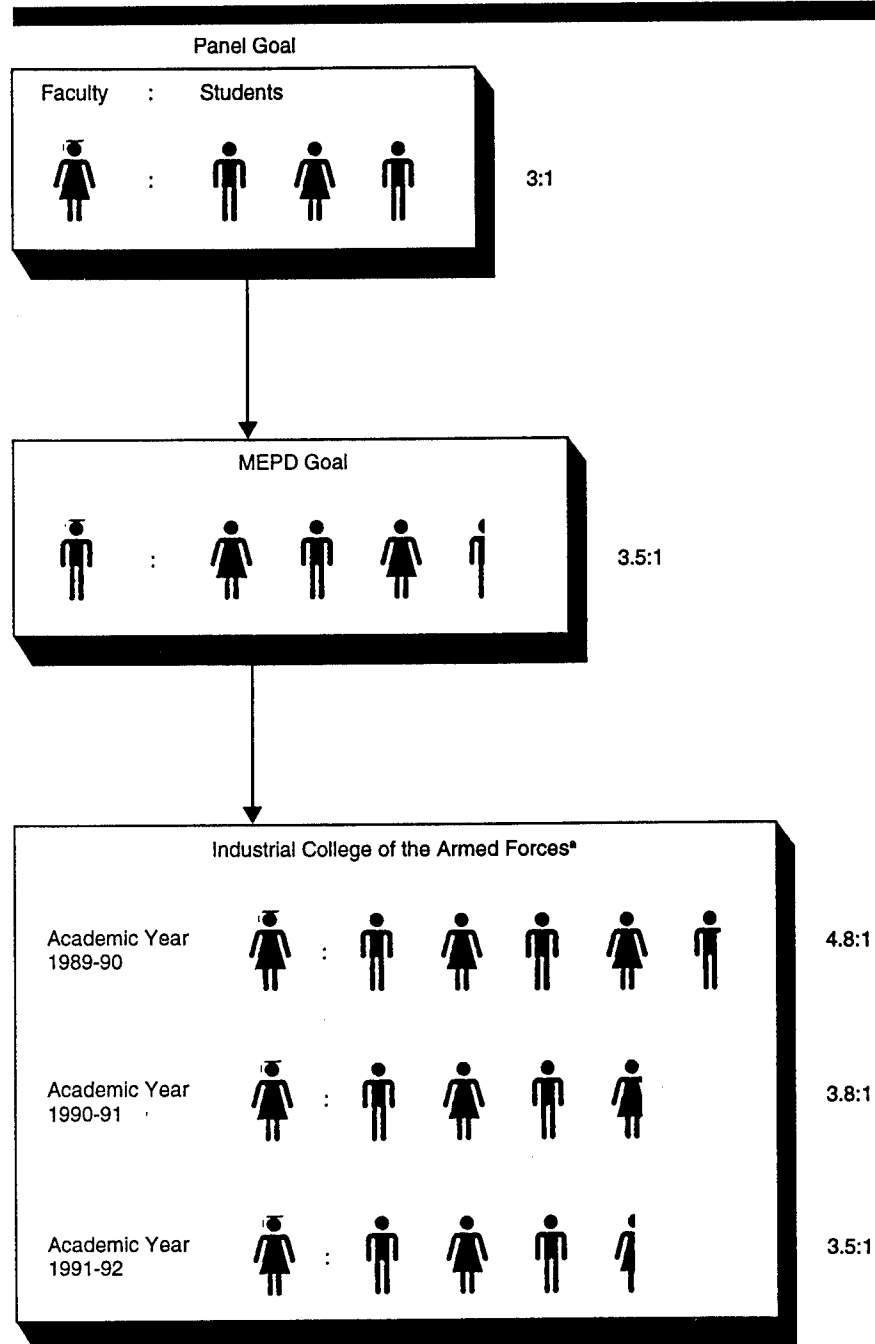 Panel Goal
Faculty : Students
:
3:1
MEPD Goal
:
3.5:1
Industrial College of the Armed Forcesᵃ
Academic Year
1989-90
:
4.8:1
Academic Year
1990-91
:
3.8:1
Academic Year
1991-92
:
3.5:1